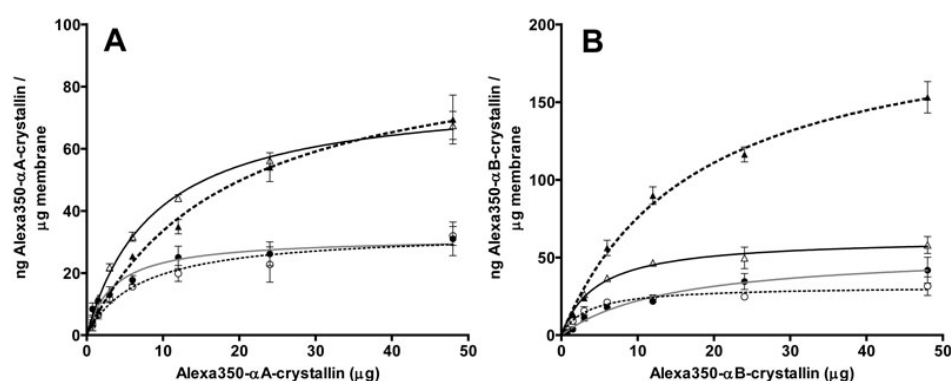 A
B
100
80
60
40
20
0
0 10 20 30 40 50
ng Alexa350-αA-crystallin /
μg membrane
Alexa350-αA-crystallin (μg)
200
150
100
50
0
0 10 20 30 40 50
ng Alexa350-αB-crystallin /
μg membrane
Alexa350-αB-crystallin (μg)